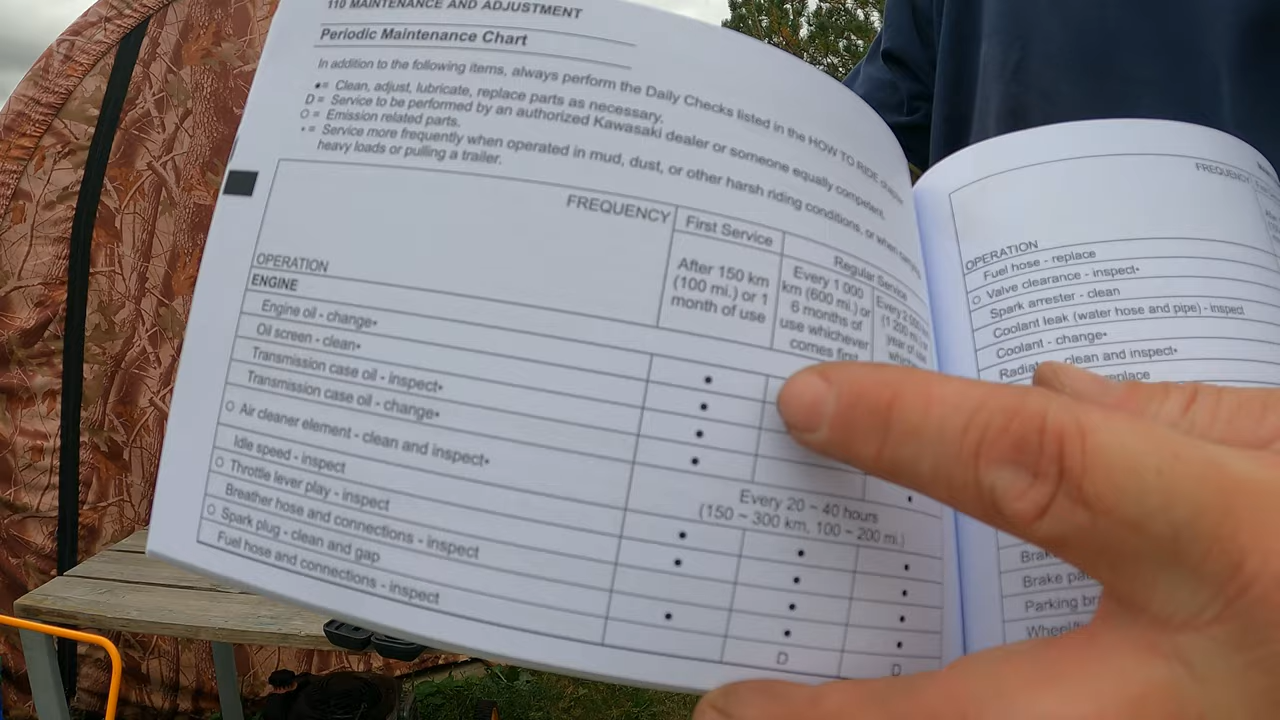 110 MAINTENANCE AND ADJUSTMENT
Periodic Maintenance Chart
In addition to the following items, always perform the Daily Checks listed in the HOW TO RIDE
•= Clean, adjust, lubricate, replace parts as necessary.
D = Service to be performed by an authorized Kawasaki dealer or someone equally competent.
O = Emission related parts.
• = Service more frequently when operated in mud, dust, or other harsh riding conditions, or when
heavy loads or pulling a trailer.
FREQUENCY
First Service
Regular Service
After 150 km
(100 mi.) or 1
month of use
Every 1 000
km (600 mi.) or
6 months of
use whichever
comes first
OPERATION
ENGINE
Engine oil - change•
Oil screen - clean•
Transmission case oil - inspect•
Transmission case oil - change•
O Air cleaner element - clean and inspect•
Every 20 ~ 40 hours
(150 ~ 300 km, 100 ~ 200 mi.)
Idle speed - inspect
O Throttle lever play - inspect
Breather hose and connections - inspect
O Spark plug - clean and gap
Fuel hose and connections - inspect
D
D
FREQUENCY
OPERATION
Fuel hose - replace
O Valve clearance - inspect•
Spark arrester - clean
Coolant leak (water hose and pipe) - inspect
Coolant - change•
clean and inspect•
Parking